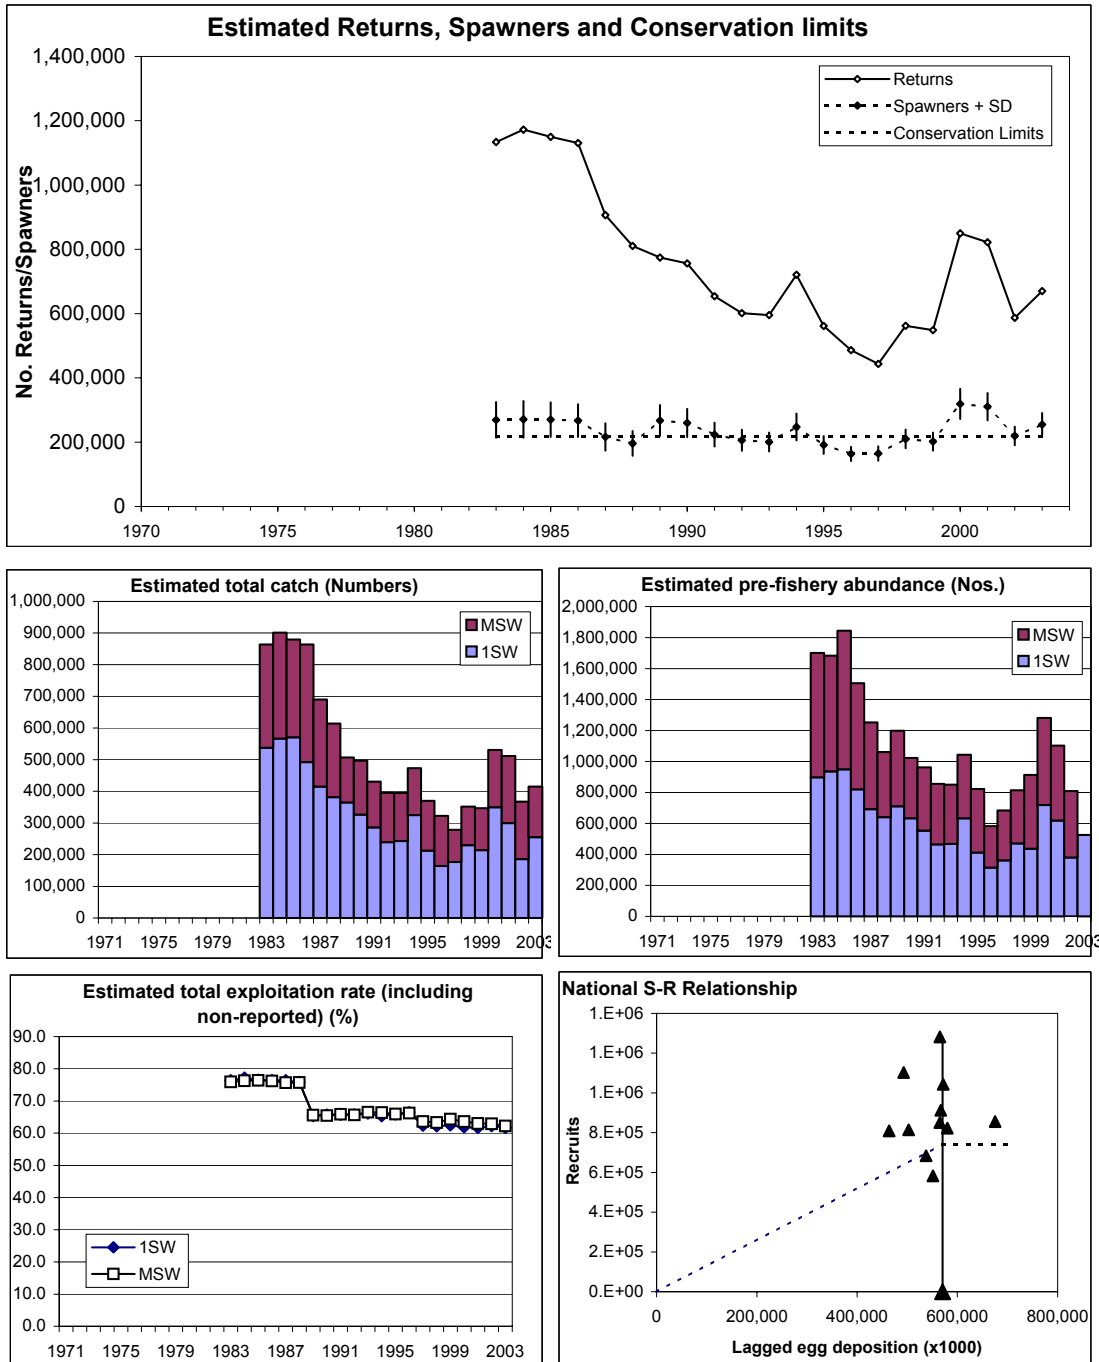 Estimated Returns, Spawners and Conservation limits
No. Returns/Spawners
1,400,000
1,200,000
1,000,000
800,000
600,000
400,000
200,000
0
1970 1975 1980 1985 1990 1995 2000
Returns
Spawners + SD
Conservation Limits
Estimated total catch (Numbers)
1,000,000
900,000
800,000
700,000
600,000
500,000
400,000
300,000
200,000
100,000
0
1971 1975 1979 1983 1987 1991 1995 1999 2003
MSW
1SW
Estimated pre-fishery abundance (Nos.)
2,000,000
1,800,000
1,600,000
1,400,000
1,200,000
1,000,000
800,000
600,000
400,000
200,000
0
1971 1975 1979 1983 1987 1991 1995 1999 2003
MSW
1SW
Estimated total exploitation rate (including
non-reported) (%)
90.0
80.0
70.0
60.0
50.0
40.0
30.0
20.0
10.0
0.0
1971 1975 1979 1983 1987 1991 1995 1999 2003
1SW
MSW
National S-R Relationship
Recruits
1.E+06
1.E+06
1.E+06
8.E+05
6.E+05
4.E+05
2.E+05
0.E+00
0 200,000 400,000 600,000 800,000
Lagged egg deposition (x1000)